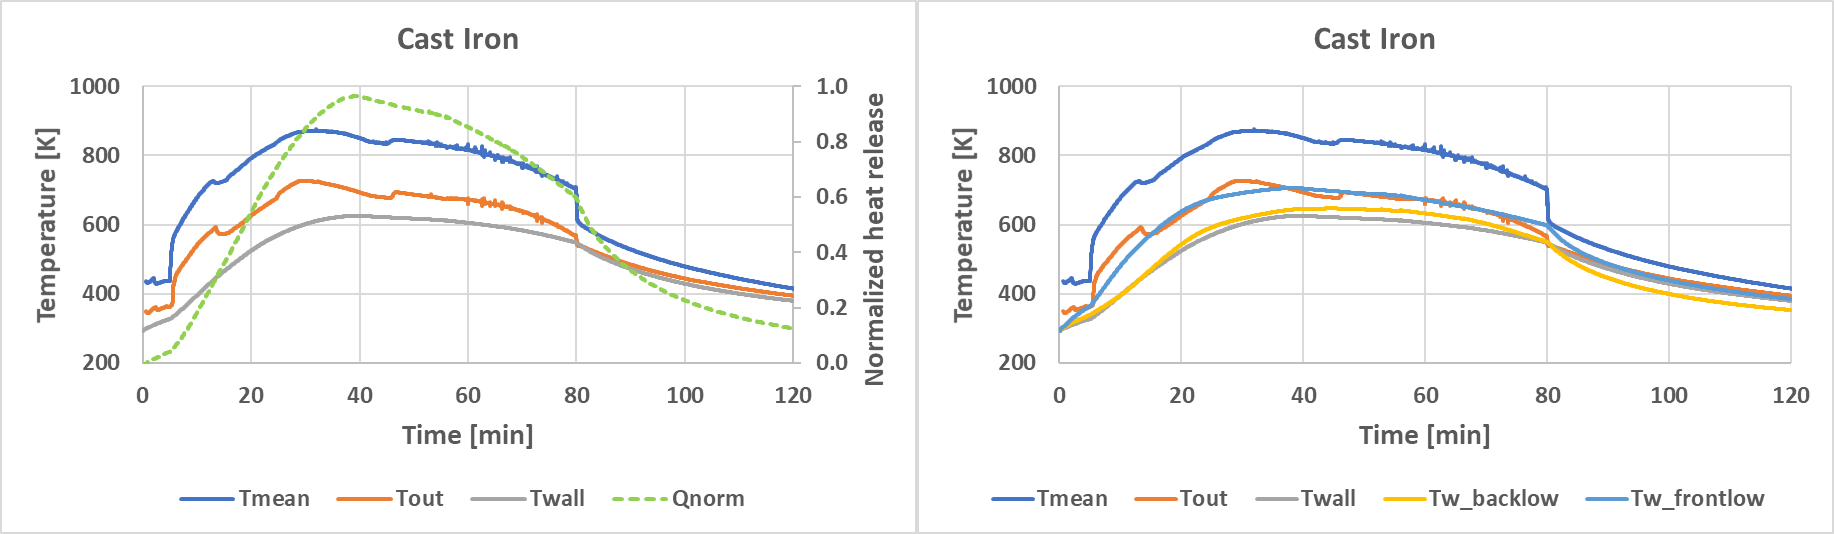 Cast Iron
Temperature [K]
1000
800
600
400
200
1.0
0.8
0.6
0.4
0.2
0.0
Normalized heat release
0 20 40 60 80 100 120
Time [min]
Tmean Tout Twall Qnorm
Cast Iron
Temperature [K]
1000
800
600
400
200
0 20 40 60 80 100 120
Time [min]
Tmean Tout Twall Tw_backlow Tw_frontlow